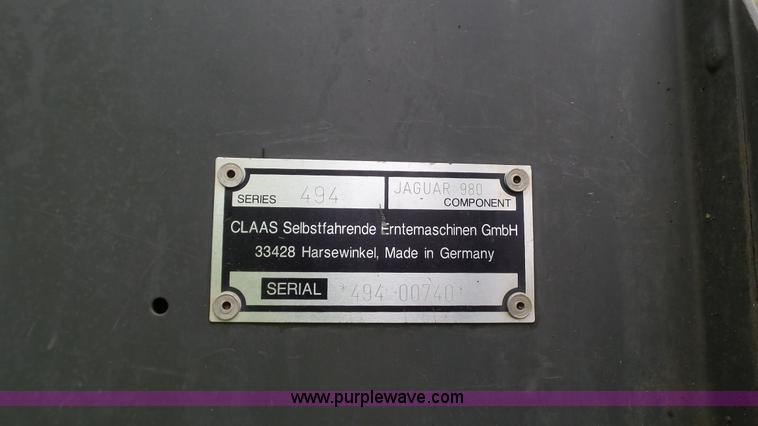 SERIES 494 JAGUAR 980 COMPONENT
CLAAS Selbstfahrende Erntemaschinen GmbH
33428 Harsewinkel, Made in Germany
SERIAL *494 00740*
www.purplewave.com